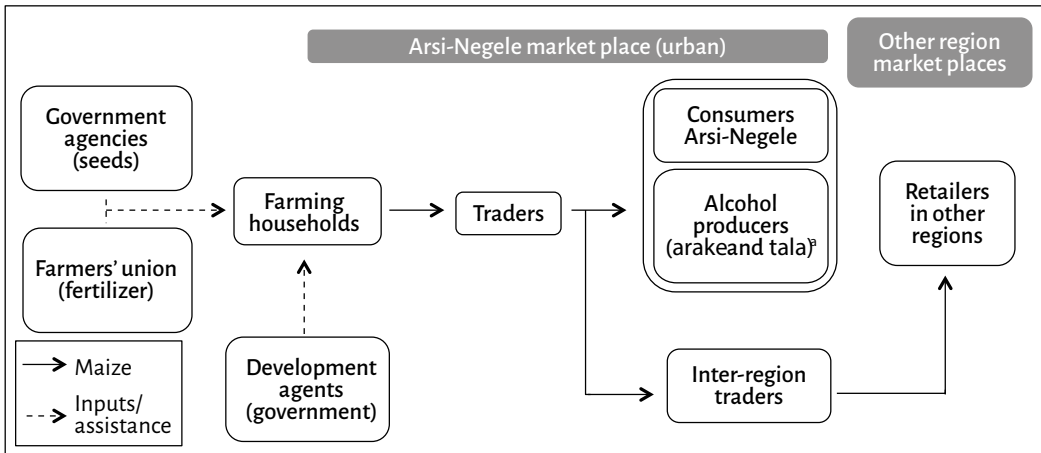 Arsi-Negele market place (urban)
Other region
market places
Government
agencies
(seeds)
Consumers
Arsi-Negele
Farming
households
Traders
Alcohol
producers
(arakeand tala)ª
Retailers
in other
regions
Farmers' union
(fertilizer)
Development
agents
(government)
Inter-region
traders
Maize
Inputs/
assistance